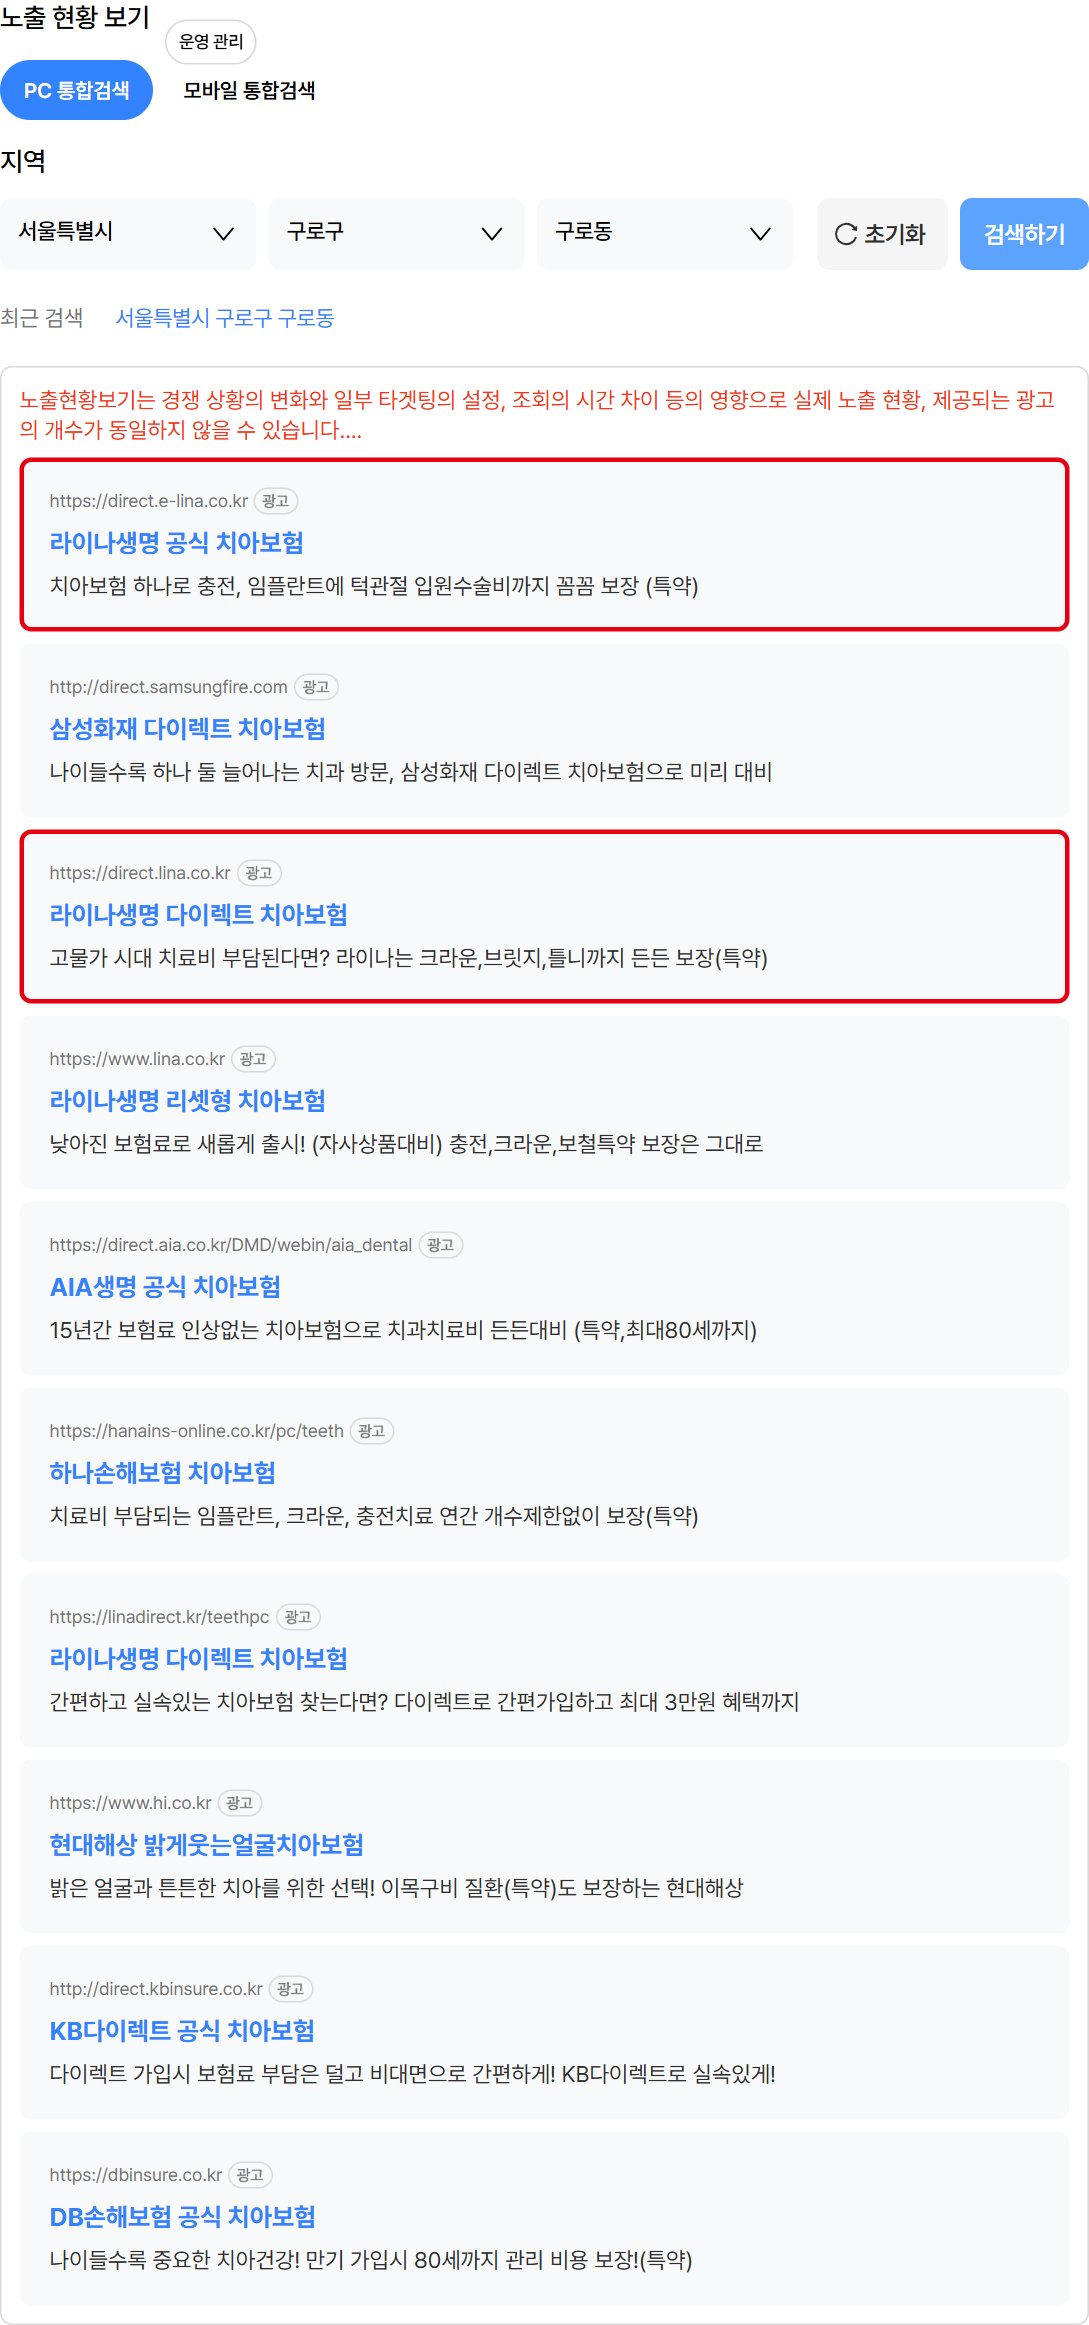 노출 현황 보기
운영 관리
PC 통합검색
모바일 통합검색
지역
서울특별시
구로구
구로동
초기화
검색하기
최근 검색
서울특별시 구로구 구로동
노출현황보기는 경쟁 상황의 변화와 일부 타겟팅의 설정, 조회의 시간 차이 등의 영향으로 실제 노출 현황, 제공되는 광고
의 개수가 동일하지 않을 수 있습니다....
https://direct.e-lina.co.kr 광고
라이나생명 공식 치아보험
치아보험 하나로 충전, 임플란트에 턱관절 입원수술비까지 꼼꼼 보장 (특약)
http://direct.samsungfire.com 광고
삼성화재 다이렉트 치아보험
나이들수록 하나 둘 늘어나는 치과 방문, 삼성화재 다이렉트 치아보험으로 미리 대비
https://direct.lina.co.kr 광고
라이나생명 다이렉트 치아보험
고물가 시대 치료비 부담된다면? 라이나는 크라운,브릿지,틀니까지 든든 보장(특약)
https://www.lina.co.kr 광고
라이나생명 리셋형 치아보험
낮아진 보험료로 새롭게 출시! (자사상품대비) 충전,크라운,보철특약 보장은 그대로
https://direct.aia.co.kr/DMD/webin/aia_dental 광고
AIA생명 공식 치아보험
15년간 보험료 인상없는 치아보험으로 치과치료비 든든대비 (특약,최대80세까지)
https://hanains-online.co.kr/pc/teeth 광고
하나손해보험 치아보험
치료비 부담되는 임플란트, 크라운, 충전치료 연간 개수제한없이 보장(특약)
https://linadirect.kr/teethpc 광고
라이나생명 다이렉트 치아보험
간편하고 실속있는 치아보험 찾는다면? 다이렉트로 간편가입하고 최대 3만원 혜택까지
https://www.hi.co.kr 광고
현대해상 밝게웃는얼굴치아보험
밝은 얼굴과 튼튼한 치아를 위한 선택! 이목구비 질환(특약)도 보장하는 현대해상
http://direct.kbinsure.co.kr 광고
KB다이렉트 공식 치아보험
다이렉트 가입시 보험료 부담은 덜고 비대면으로 간편하게! KB다이렉트로 실속있게!
https://dbinsure.co.kr 광고
DB손해보험 공식 치아보험
나이들수록 중요한 치아건강! 만기 가입시 80세까지 관리 비용 보장!(특약)